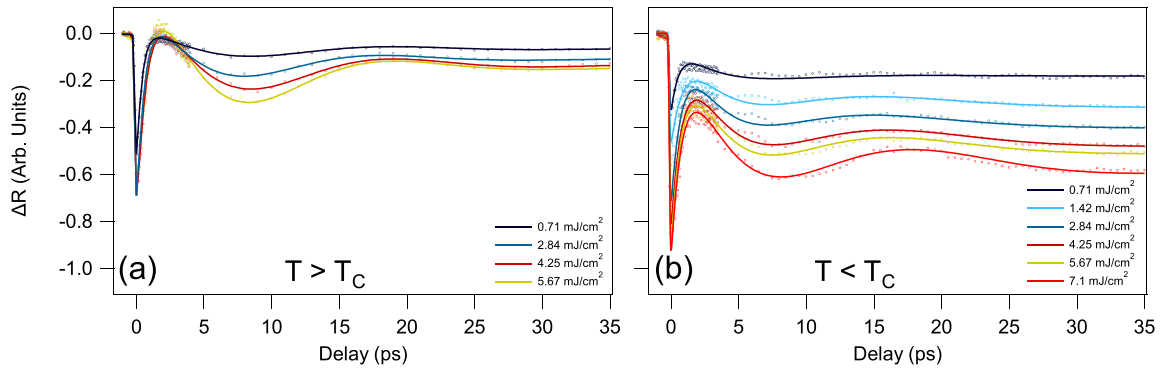 ΔR (Arb. Units)
0.0
-0.2
-0.4
-0.6
-0.8
-1.0
(a)
T > T_C
0.71 mJ/cm²
2.84 mJ/cm²
4.25 mJ/cm²
5.67 mJ/cm²
0 5 10 15 20 25 30 35
Delay (ps)
(b)
T < T_C
0.71 mJ/cm²
1.42 mJ/cm²
2.84 mJ/cm²
4.25 mJ/cm²
5.67 mJ/cm²
7.1 mJ/cm²
0 5 10 15 20 25 30 35
Delay (ps)